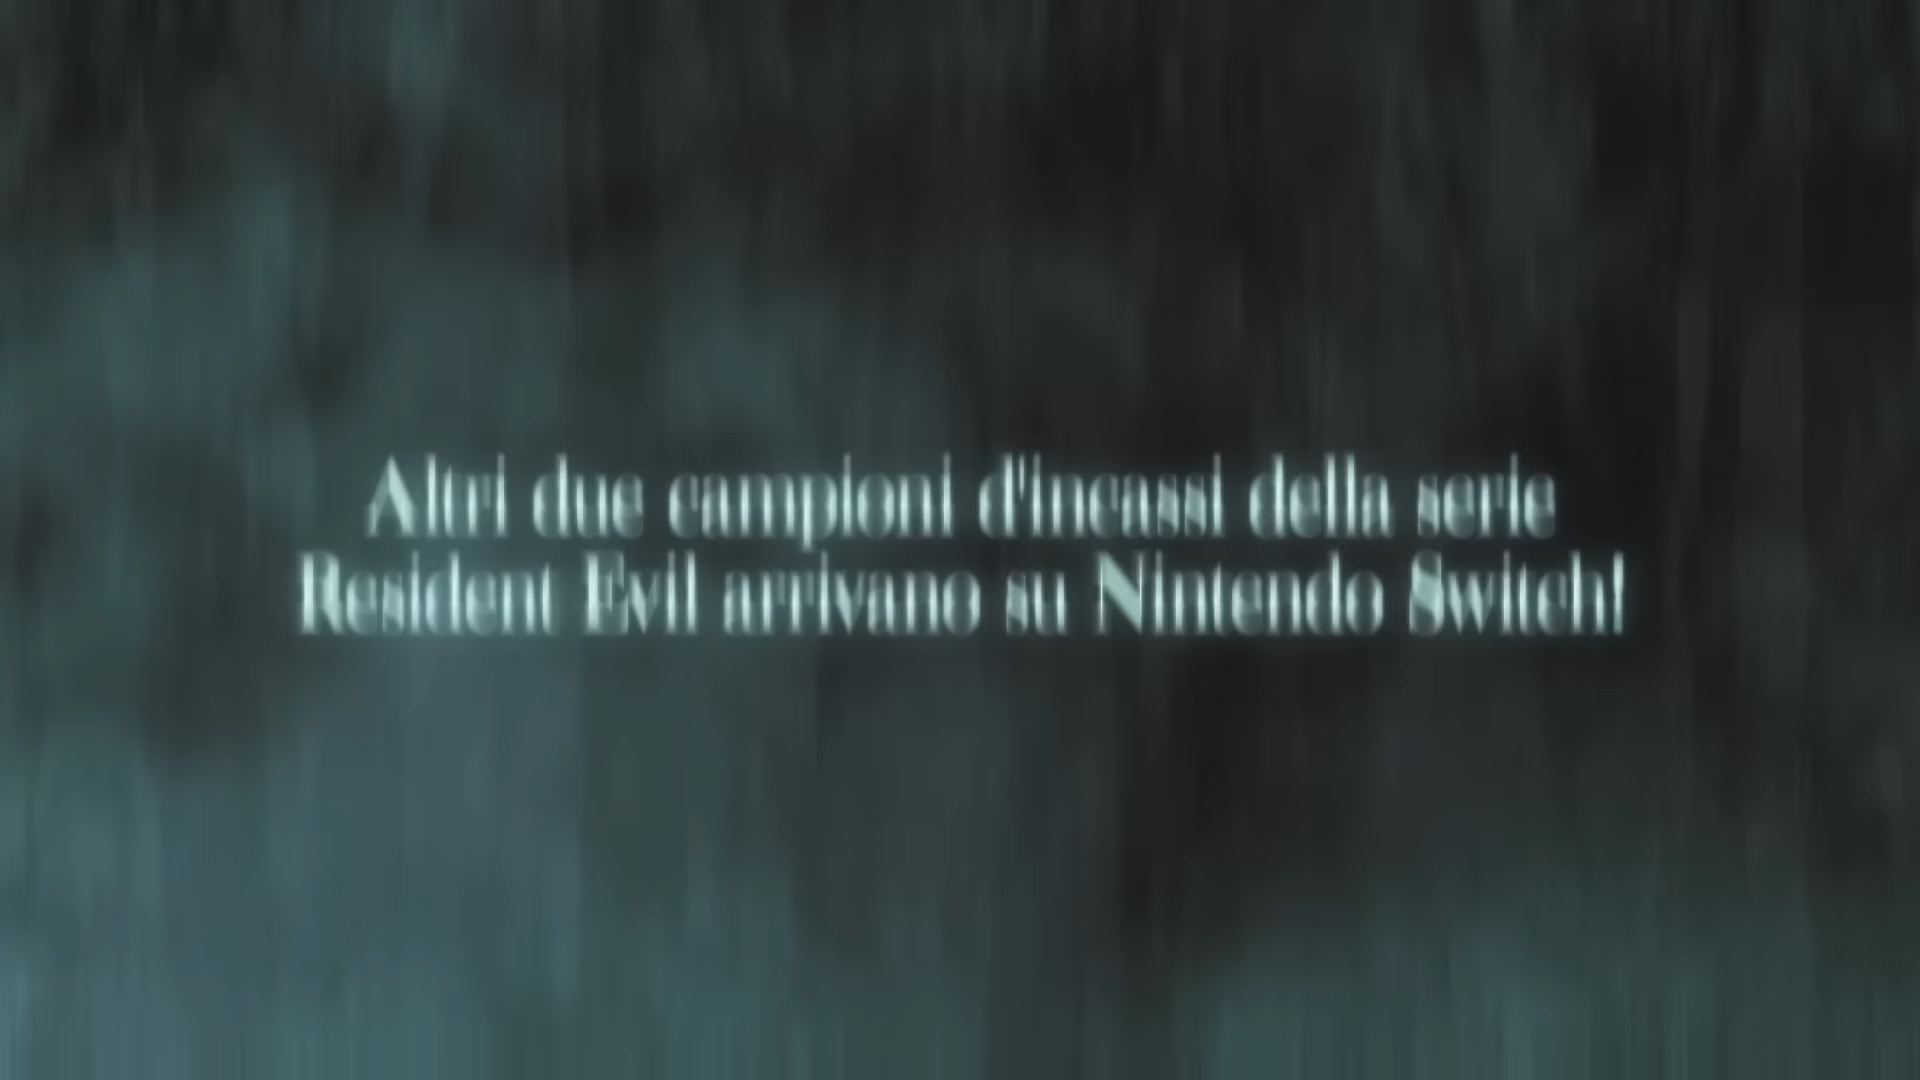 Altri due campioni d'incassi della serie
Resident Evil arrivano su Nintendo Switch!